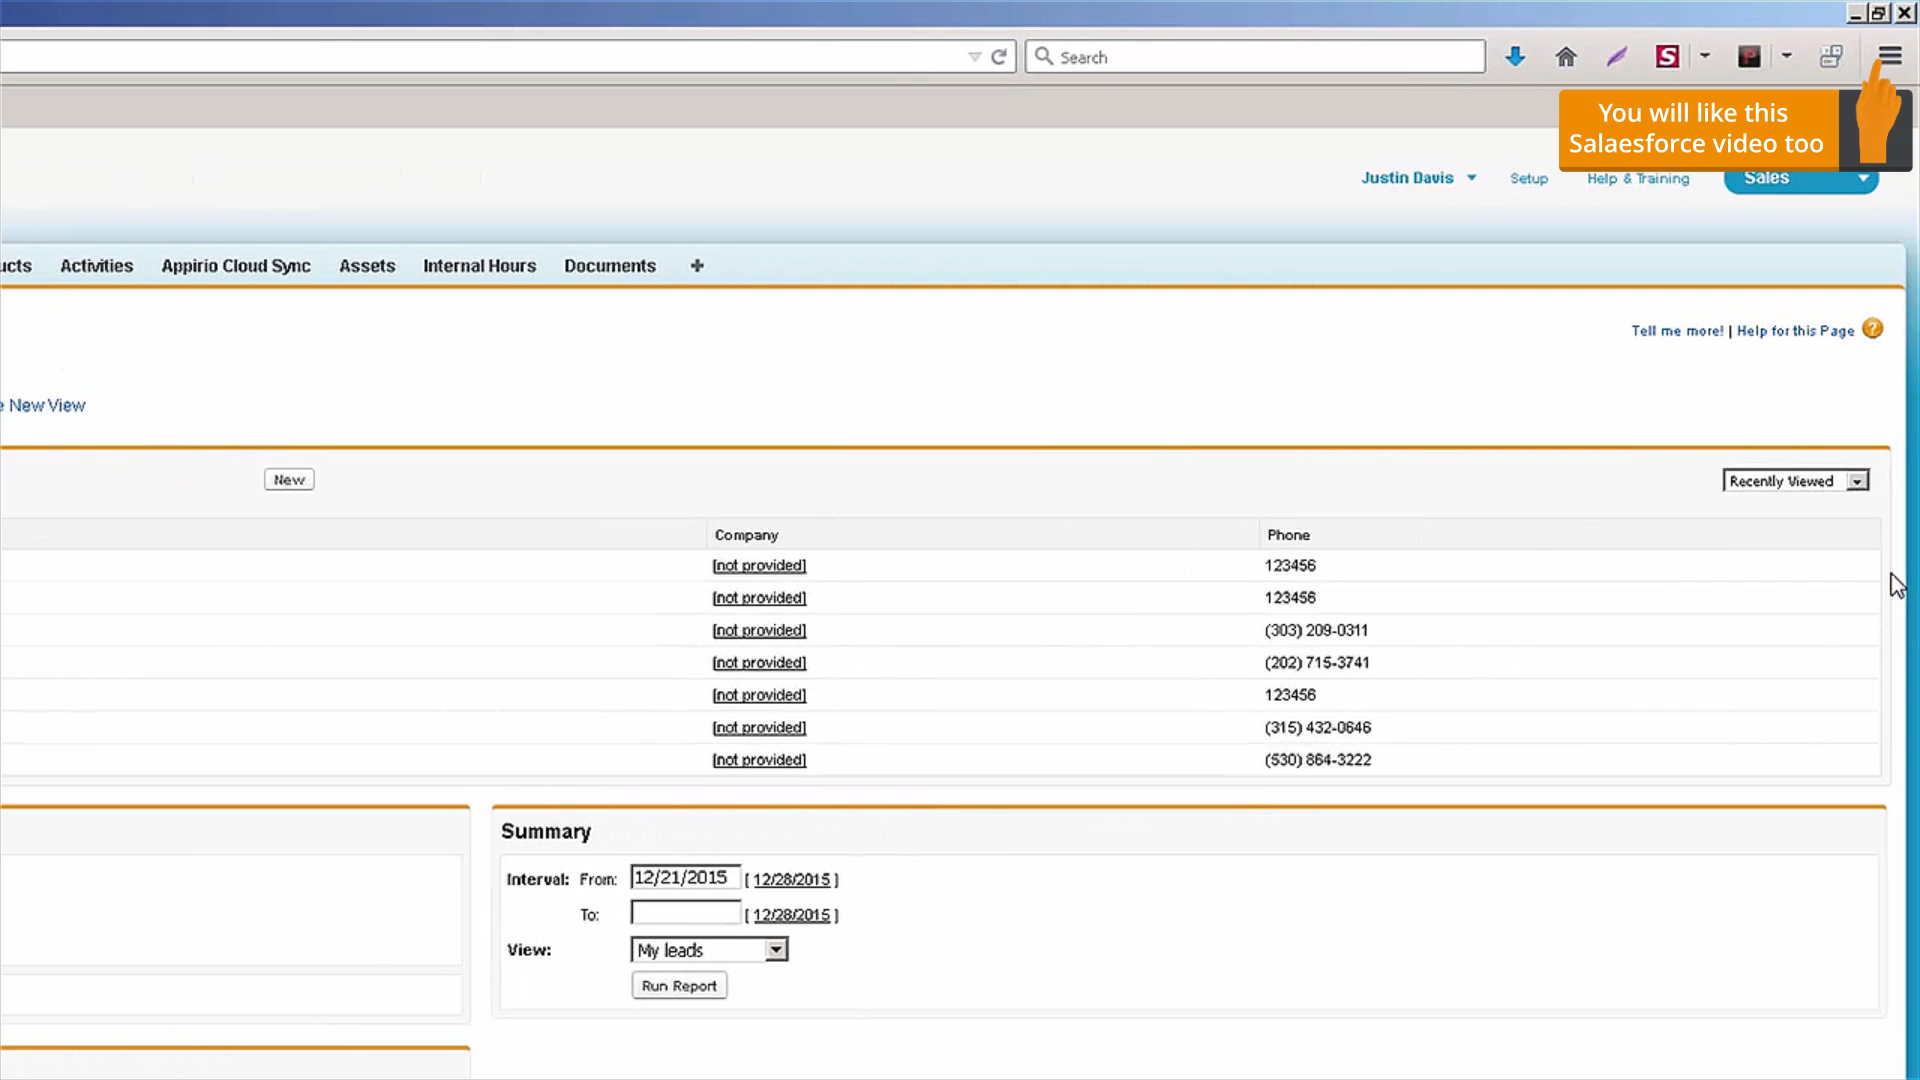 Search
You will like this
Salaesforce video too
Justin Davis Setup Help & Training Sales
ucts Activities Appirio Cloud Sync Assets Internal Hours Documents
Tell me more! | Help for this Page ?
e New View
New Recently Viewed
Company Phone
[not provided] 123456
[not provided] 123456
[not provided] (303) 209-0311
[not provided] (202) 715-3741
[not provided] 123456
[not provided] (315) 432-0646
[not provided] (530) 864-3222
Summary
Interval: From: 12/21/2015 [ 12/28/2015 ]
To: [ 12/28/2015 ]
View: My leads
Run Report